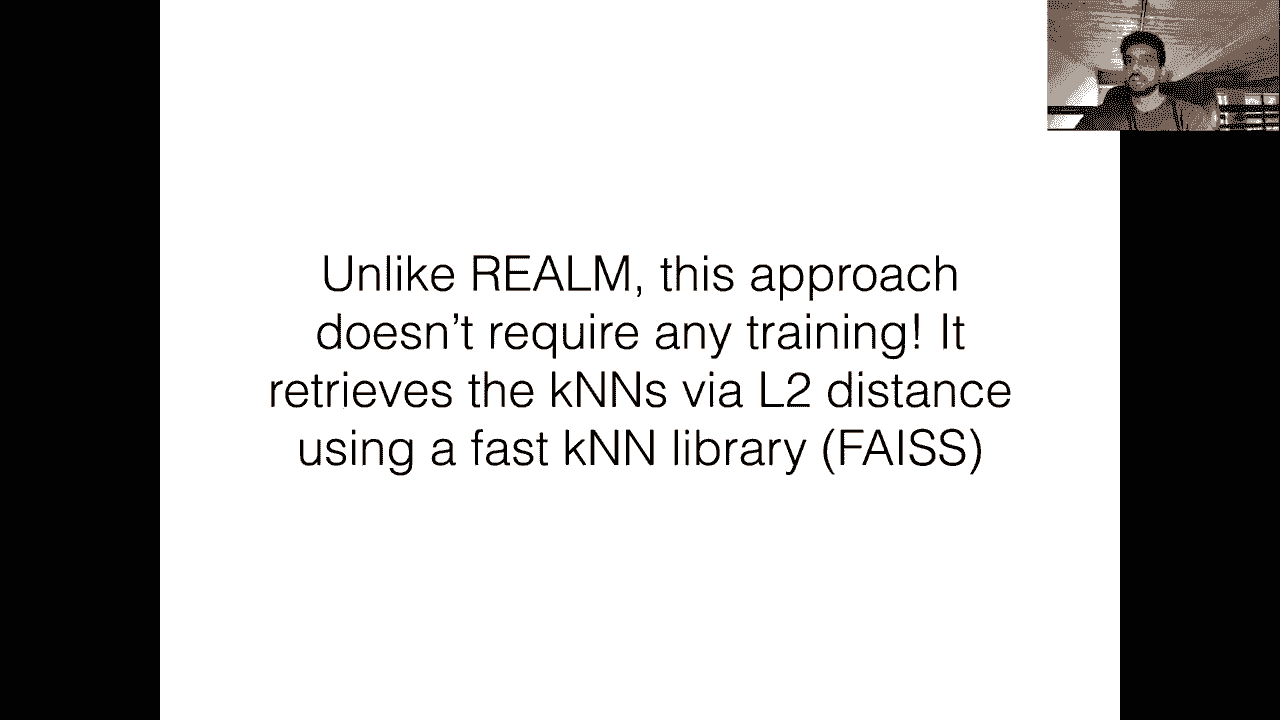 Unlike REALM, this approach
doesn’t require any training! It
retrieves the kNNs via L2 distance
using a fast kNN library (FAISS)